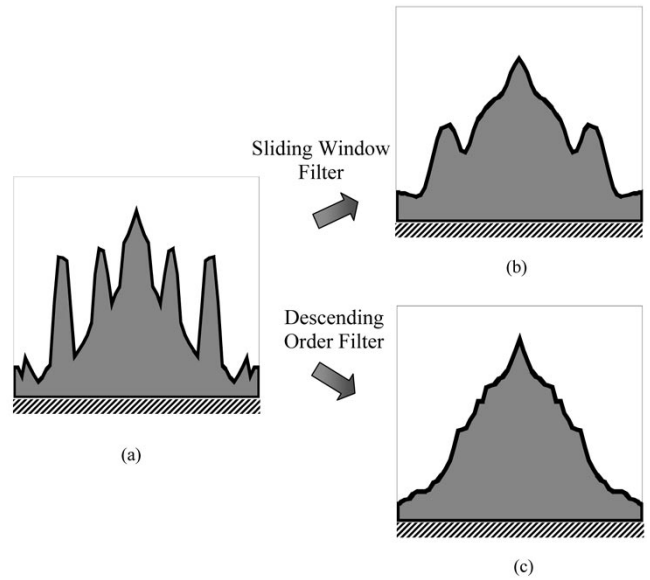 Sliding Window
Filter
(b)
Descending
Order Filter
(a)
(c)